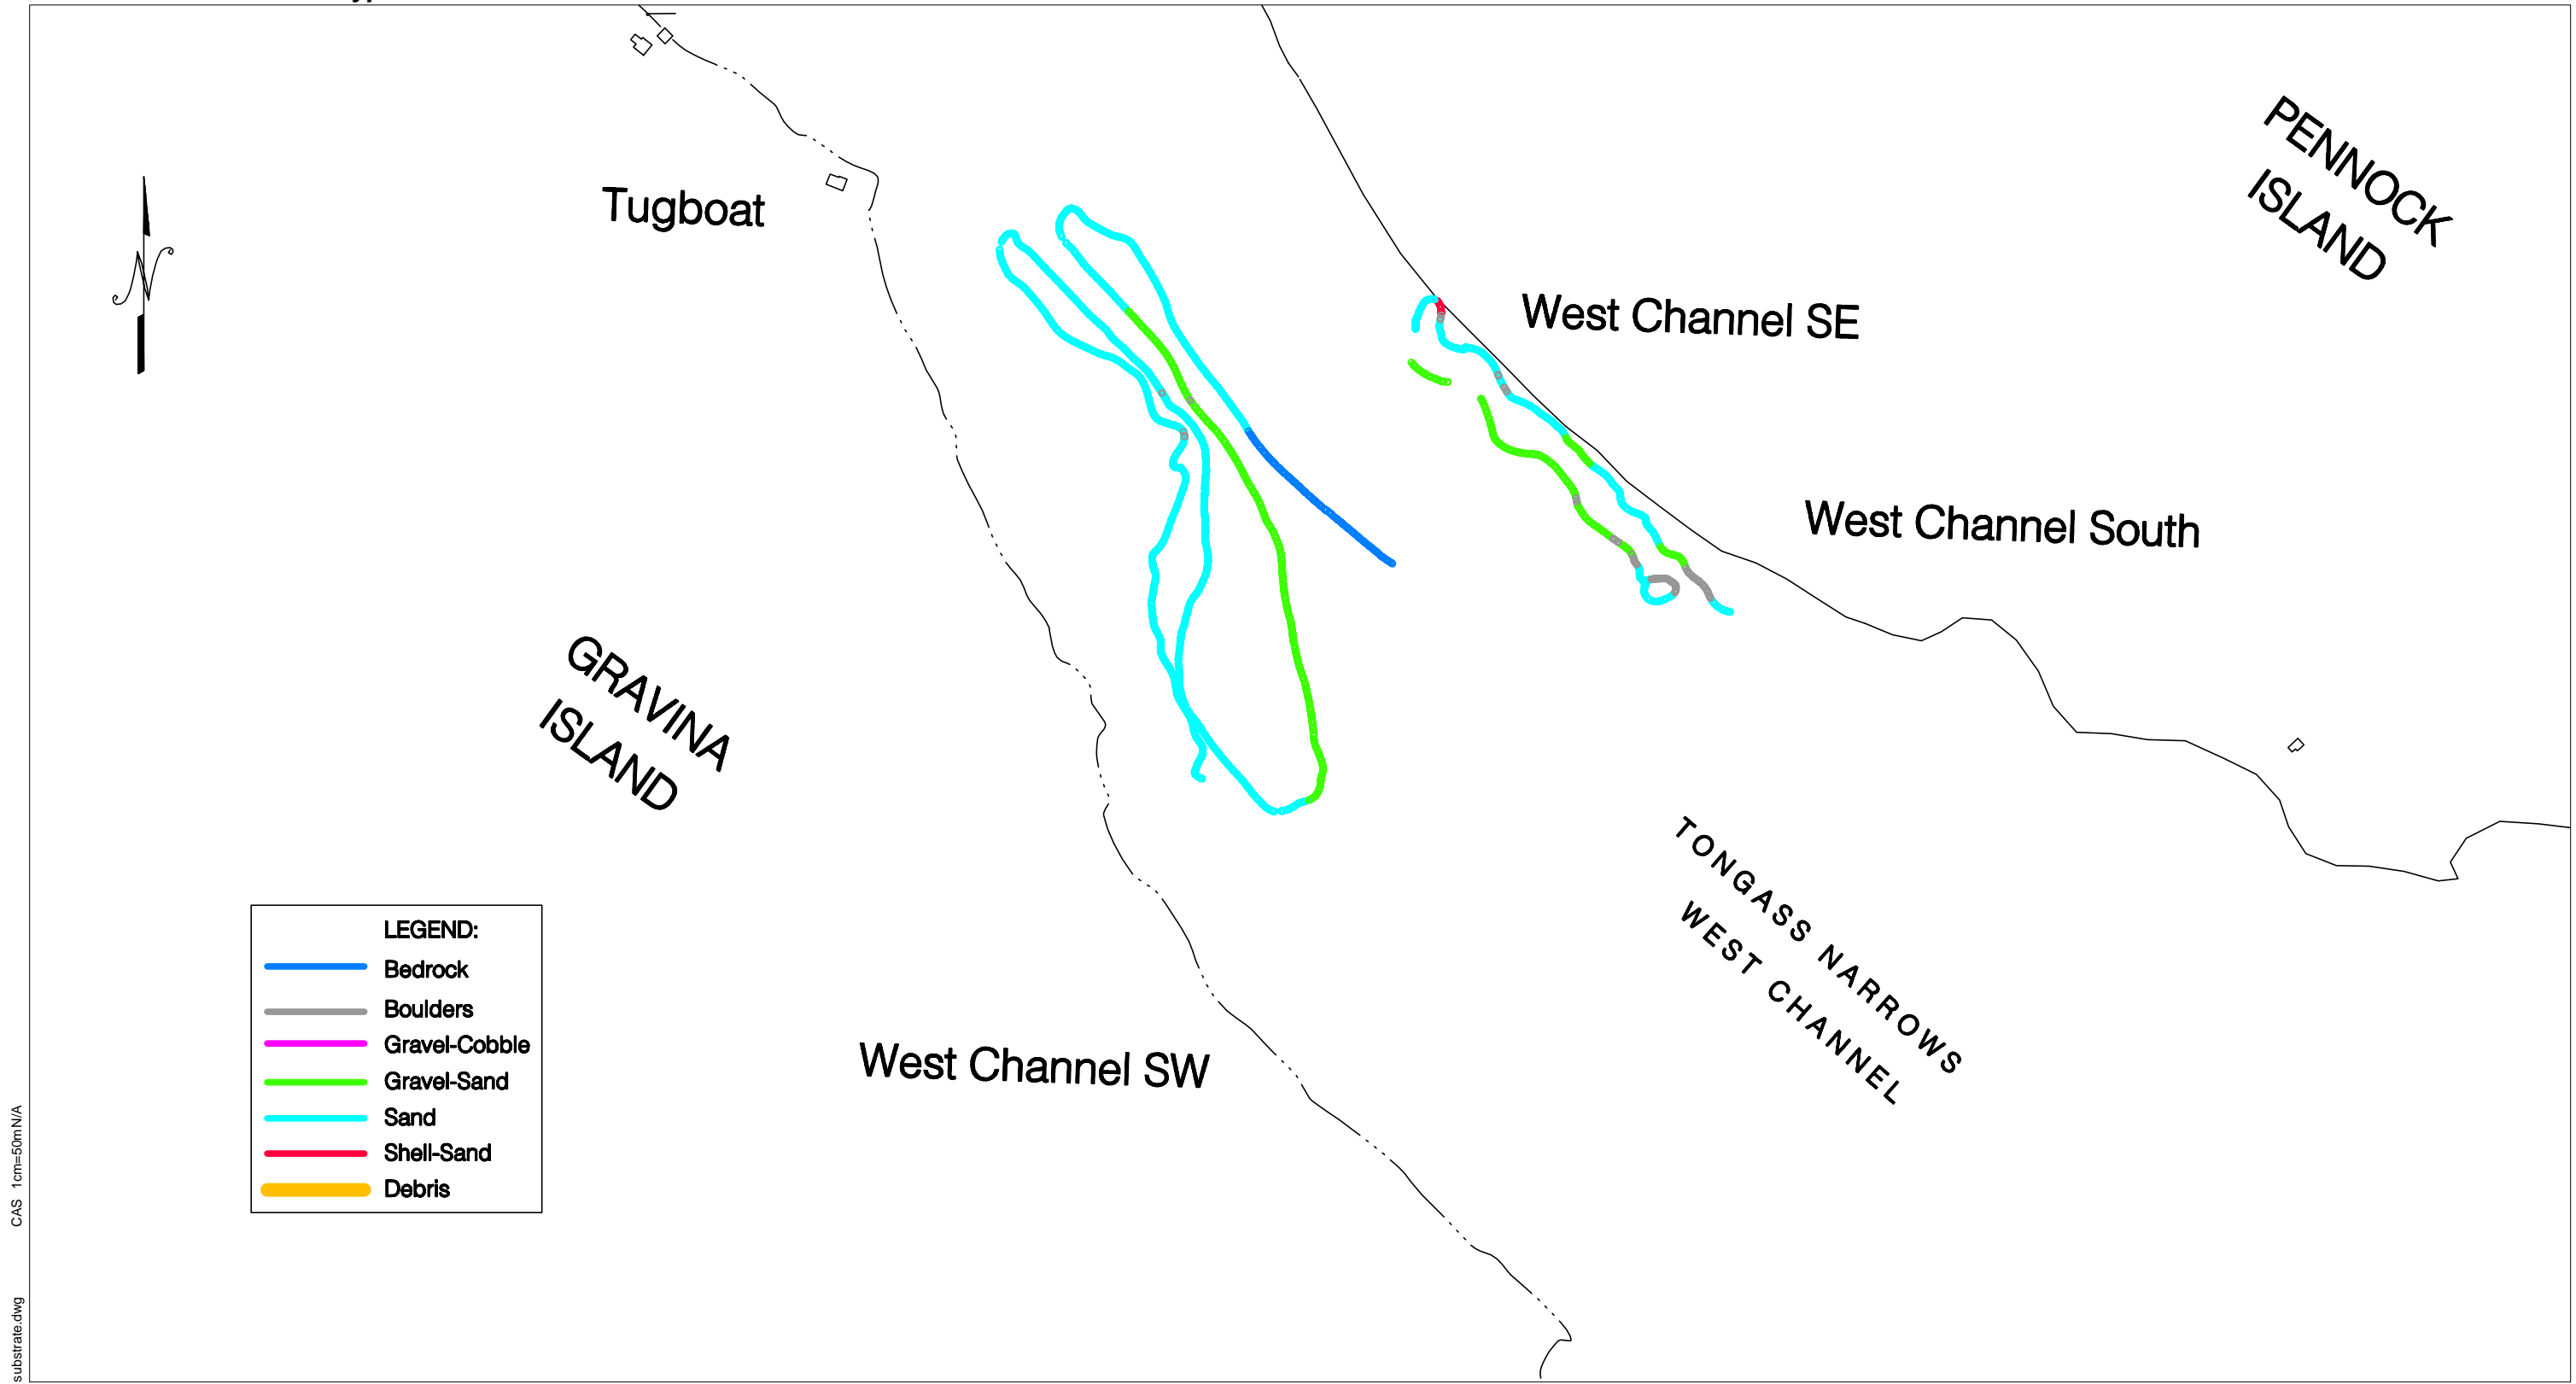 Tugboat
PENNOCK
ISLAND
West Channel SE
West Channel South
GRAVINA
ISLAND
TONGASS NARROWS
WEST CHANNEL
West Channel SW
LEGEND:
Bedrock
Boulders
Gravel-Cobble
Gravel-Sand
Sand
Shell-Sand
Debris
substrate.dwg CAS 1cm=50mN/A